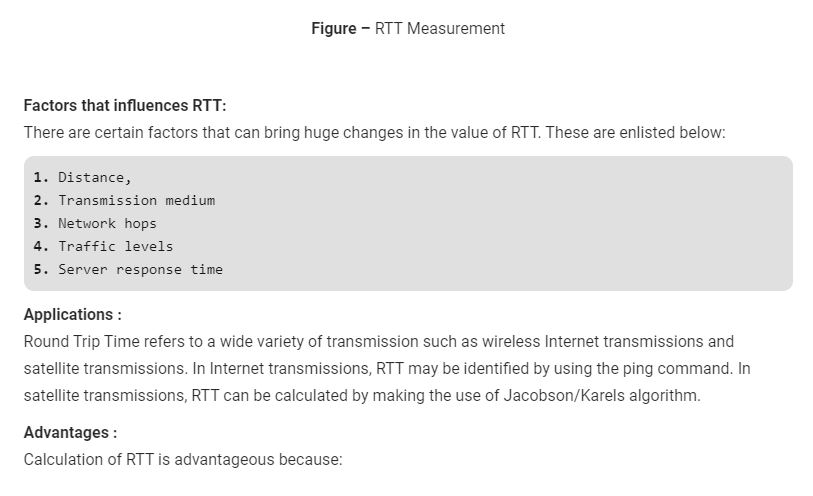 Figure – RTT Measurement
Factors that influences RTT:
There are certain factors that can bring huge changes in the value of RTT. These are enlisted below:
1. Distance,
2. Transmission medium
3. Network hops
4. Traffic levels
5. Server response time
Applications :
Round Trip Time refers to a wide variety of transmission such as wireless Internet transmissions and
satellite transmissions. In Internet transmissions, RTT may be identified by using the ping command. In
satellite transmissions, RTT can be calculated by making the use of Jacobson/Karels algorithm.
Advantages :
Calculation of RTT is advantageous because: